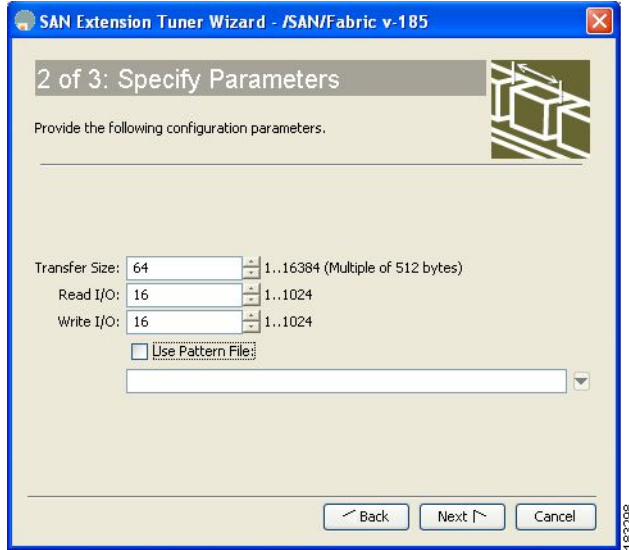 SAN Extension Tuner Wizard - /SAN/Fabric v-185
2 of 3: Specify Parameters
Provide the following configuration parameters.
Transfer Size: 64 1..16384 (Multiple of 512 bytes)
Read I/O: 16 1..1024
Write I/O: 16 1..1024
Use Pattern File:
Back Next Cancel
183298